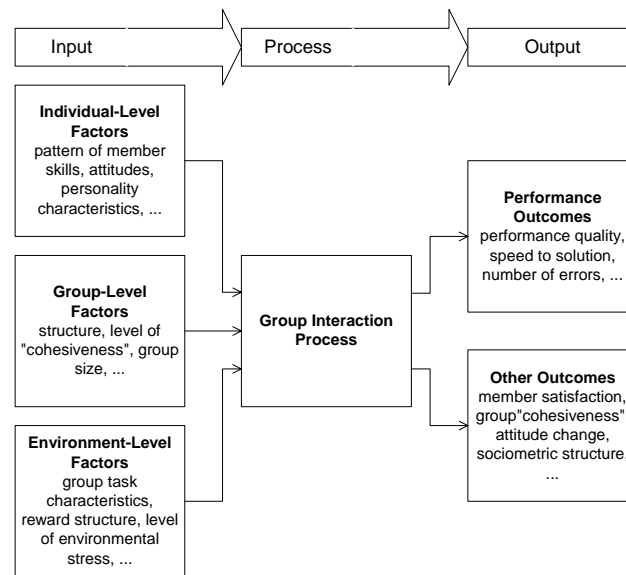 Input
Process
Output
Individual-Level
Factors
pattern of member
skills, attitudes,
personality
characteristics, ...
Group-Level
Factors
structure, level of
"cohesiveness", group
size, ...
Environment-Level
Factors
group task
characteristics,
reward structure, level
of environmental
stress, ...
Group Interaction
Process
Performance
Outcomes
performance quality,
speed to solution,
number of errors, ...
Other Outcomes
member satisfaction,
group"cohesiveness"
attitude change,
sociometric structure,
...